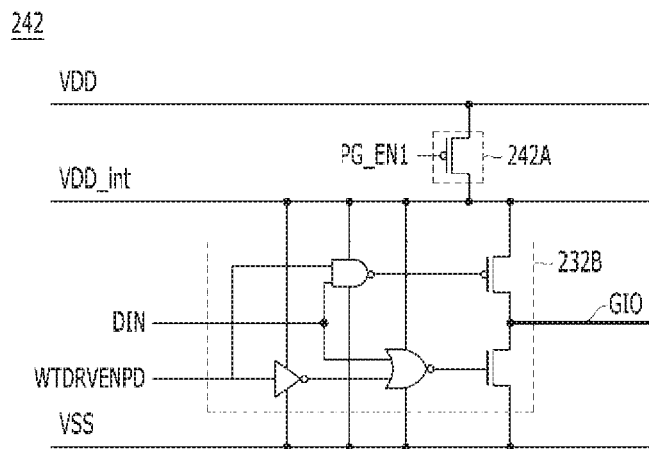 242
VDD
PG_EN1
242A
VDD_int
232B
GIO
DIN
WTDRVENPD
VSS